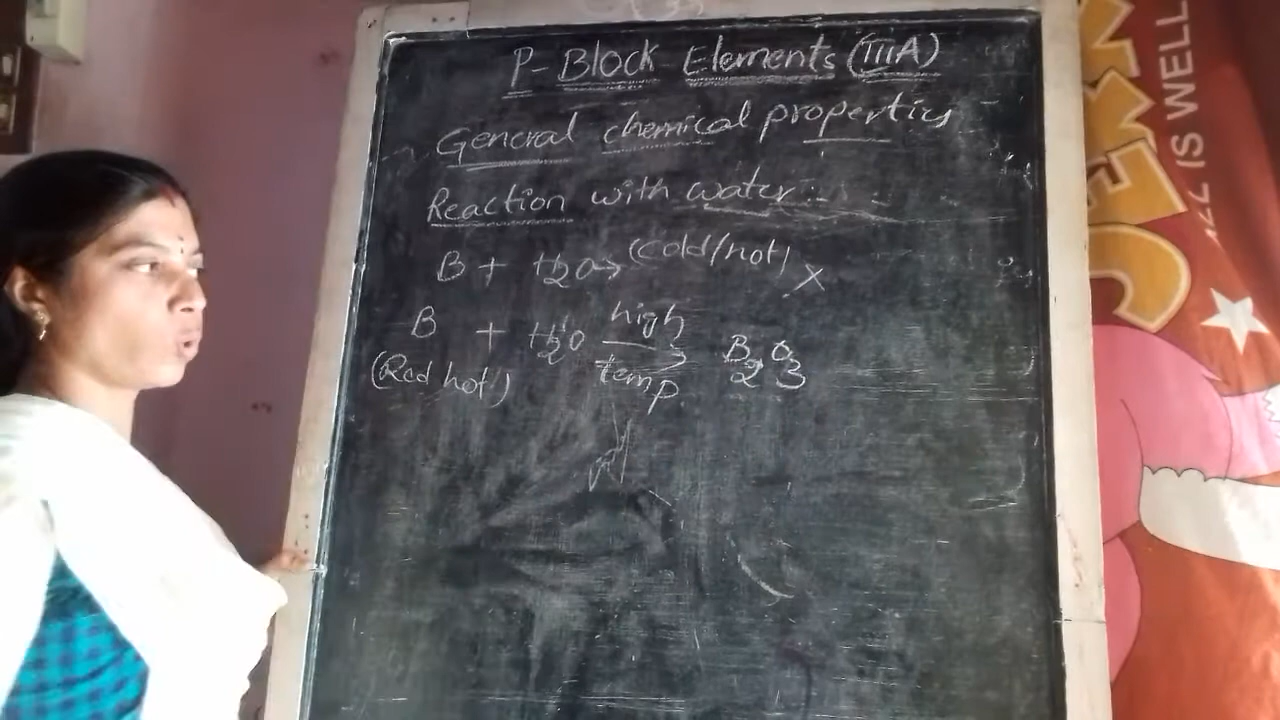 P-Block Elements (IIIA)
General chemical properties
Reaction with water:
B + H2O → (cold/hot) X
B + H2O high B2O3
(Red hot) temp
IS WELL